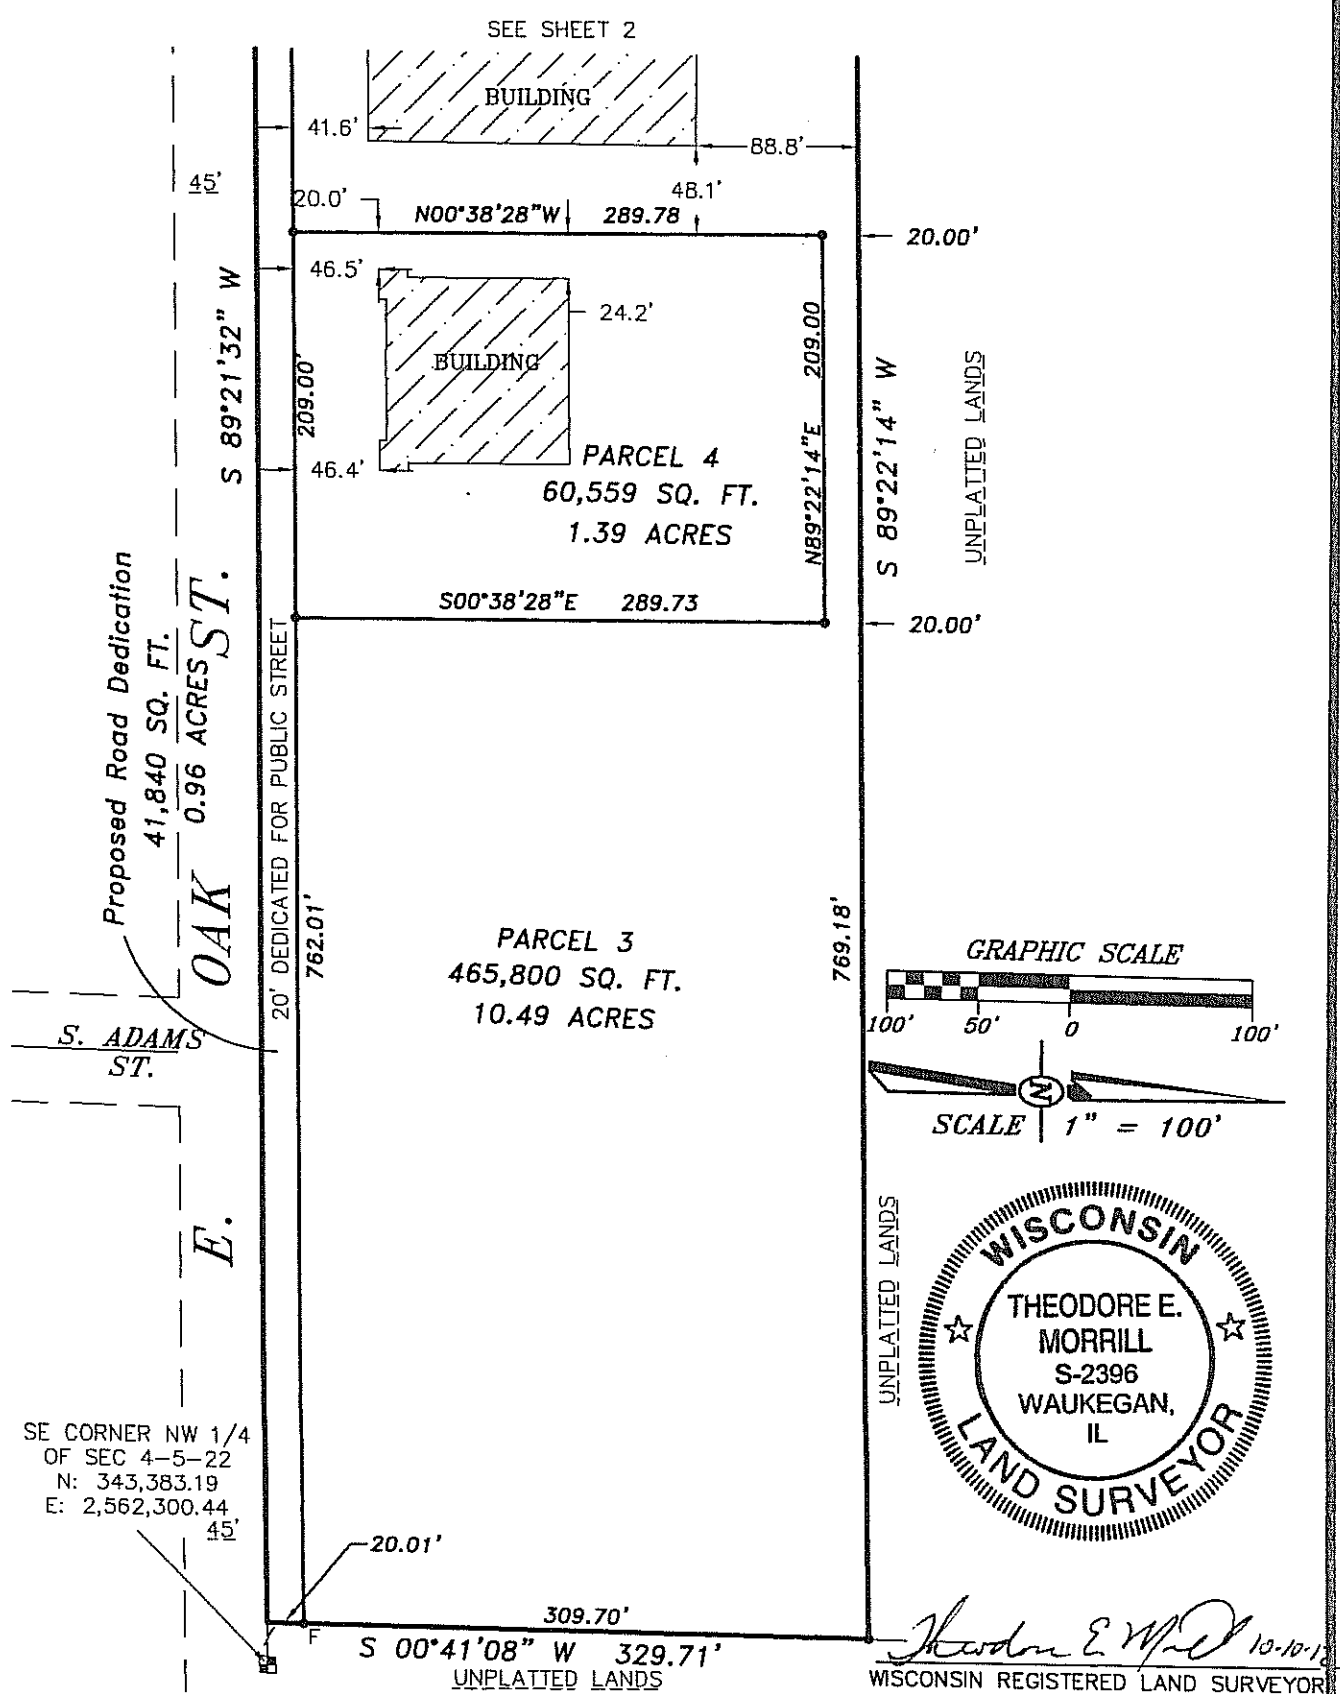 SEE SHEET 2
BUILDING
41.6'
88.8'
45'
48.1'
20.0'
N00°38'28"W 289.78
20.00'
46.5'
24.2'
BUILDING
S 89°21'32" W
209.00'
N89°22'14"E 209.00
S 89°22'14" W
UNPLATTED LANDS
46.4'
PARCEL 4
60,559 SQ. FT.
1.39 ACRES
S00°38'28"E 289.73
20.00'
Proposed Road Dedication
41,840 SQ. FT.
0.96 ACRES
E. OAK ST.
20' DEDICATED FOR PUBLIC STREET
762.01'
PARCEL 3
465,800 SQ. FT.
10.49 ACRES
769.18'
GRAPHIC SCALE
100' 50' 0 100'
S. ADAMS
ST.
N
SCALE 1" = 100'
UNPLATTED LANDS
WISCONSIN
THEODORE E.
MORRILL
S-2396
WAUKEGAN,
IL
LAND SURVEYOR
SE CORNER NW 1/4
OF SEC 4-5-22
N: 343,383.19
E: 2,562,300.44
45'
20.01'
309.70'
F
S 00°41'08" W 329.71'
UNPLATTED LANDS
WISCONSIN REGISTERED LAND SURVEYOR